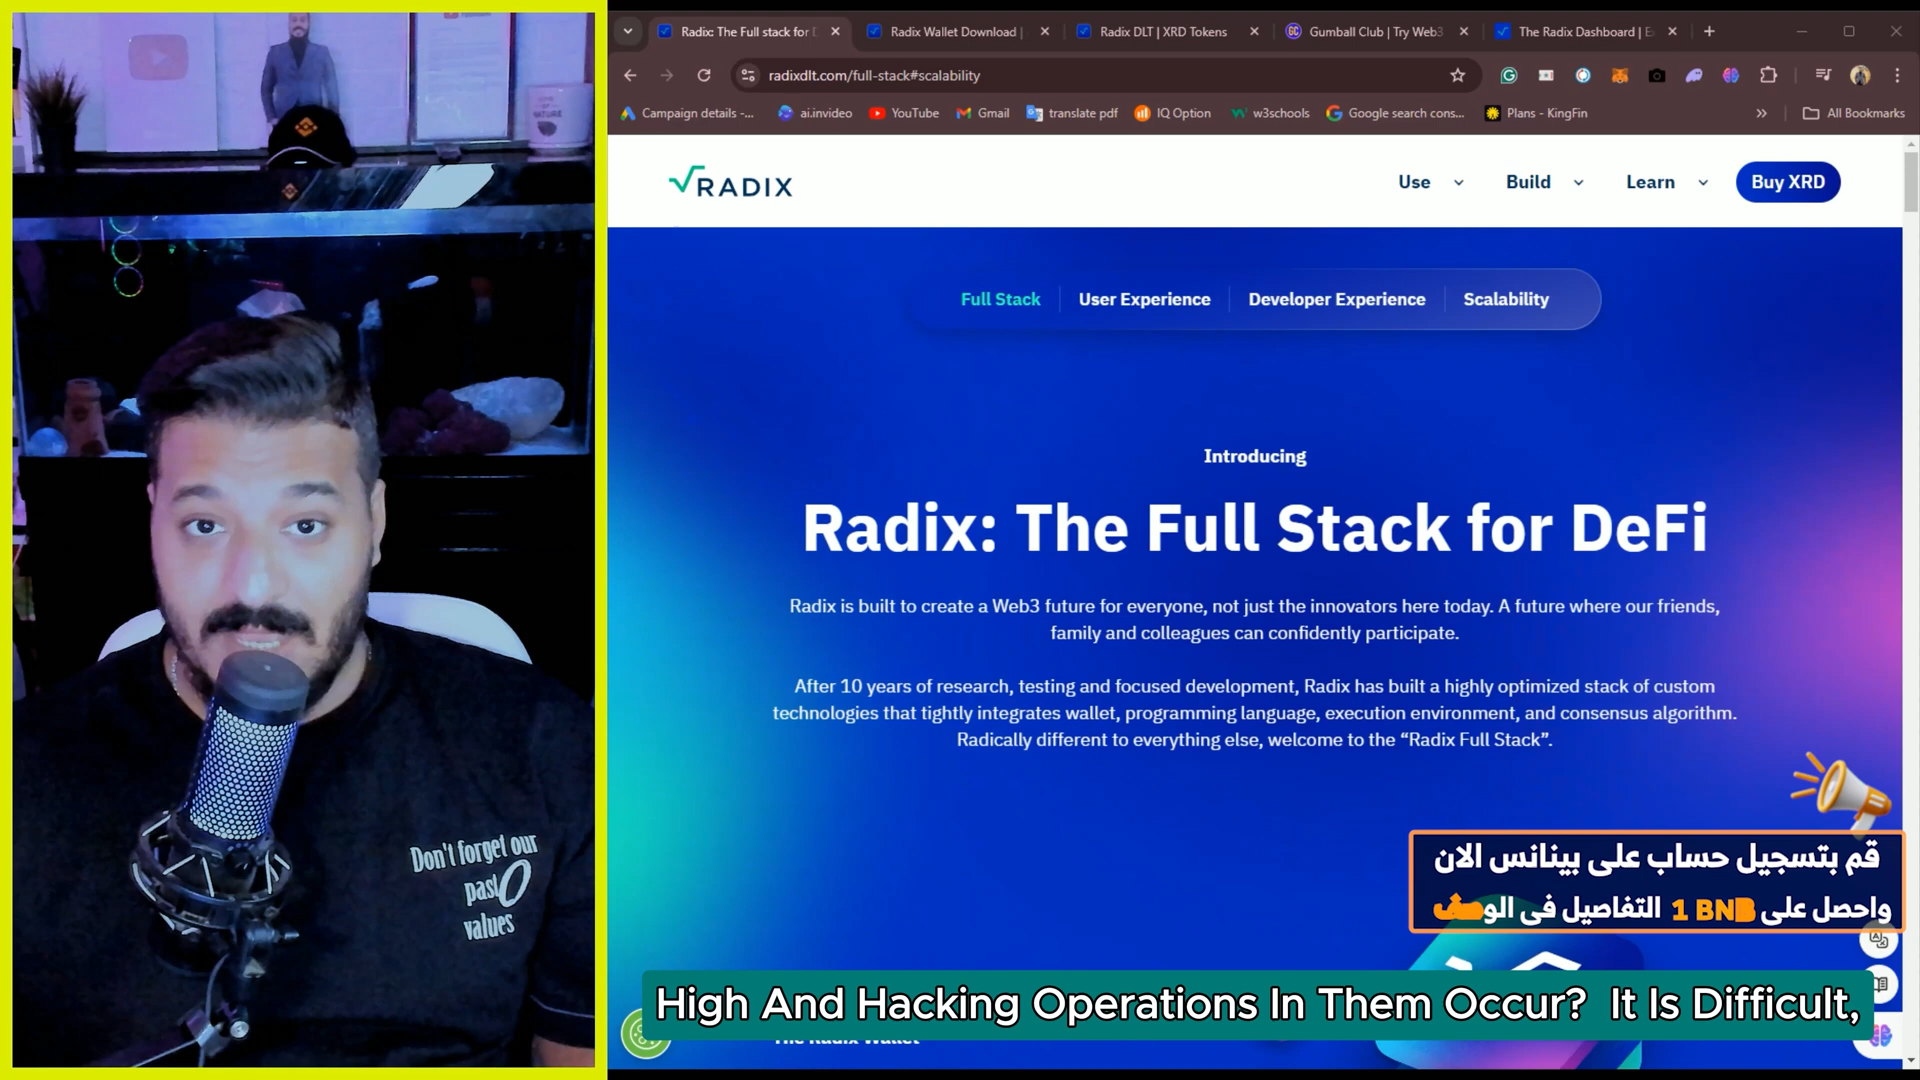 Radix: The Full stack for D
Radix Wallet Download |
Radix DLT | XRD Tokens
Gumball Club | Try Web3
The Radix Dashboard | E
radixdlt.com/full-stack#scalability
Campaign details -...
ai.invideo
YouTube
Gmail
translate pdf
IQ Option
w3schools
Google search cons...
Plans - KingFin
All Bookmarks
RADIX
Use
Build
Learn
Buy XRD
Full Stack
User Experience
Developer Experience
Scalability
Introducing
Radix: The Full Stack for DeFi
Radix is built to create a Web3 future for everyone, not just the innovators here today. A future where our friends,
family and colleagues can confidently participate.
After 10 years of research, testing and focused development, Radix has built a highly optimized stack of custom
technologies that tightly integrates wallet, programming language, execution environment, and consensus algorithm.
Radically different to everything else, welcome to the “Radix Full Stack”.
قم بتسجيل حساب على بينانس الان
واحصل على 1 BNB التفاصيل في الوصف
High And Hacking Operations In Them Occur? It Is Difficult,
The Radix Wallet
Don't forget our
past
values